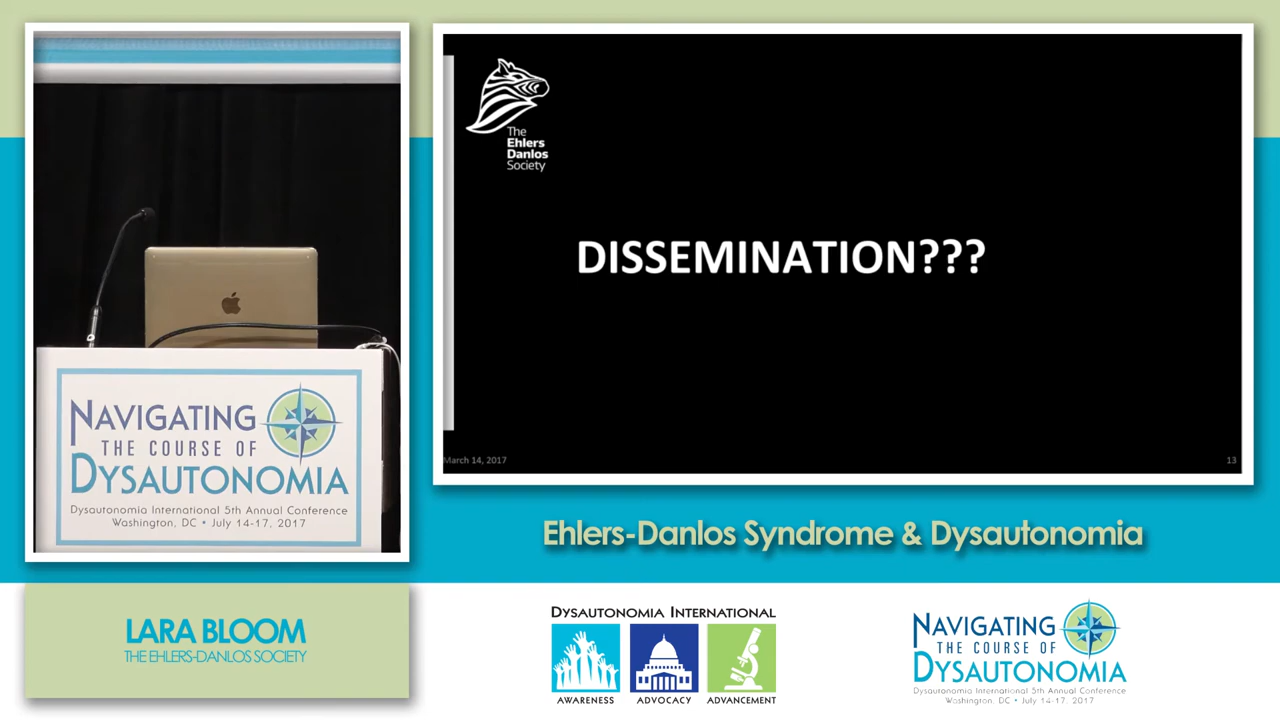 NAVIGATING
THE COURSE OF
DYSAUTONOMIA
Dysautonomia International 5th Annual Conference
Washington, DC • July 14-17, 2017
The
Ehlers
Danlos
Society
DISSEMINATION???
March 14, 2017
13
Ehlers-Danlos Syndrome & Dysautonomia
LARA BLOOM
THE EHLERS-DANLOS SOCIETY
DYSAUTONOMIA INTERNATIONAL
AWARENESS
ADVOCACY
ADVANCEMENT
NAVIGATING
THE COURSE OF
DYSAUTONOMIA
Dysautonomia International 5th Annual Conference
Washington, DC • July 14-17, 2017